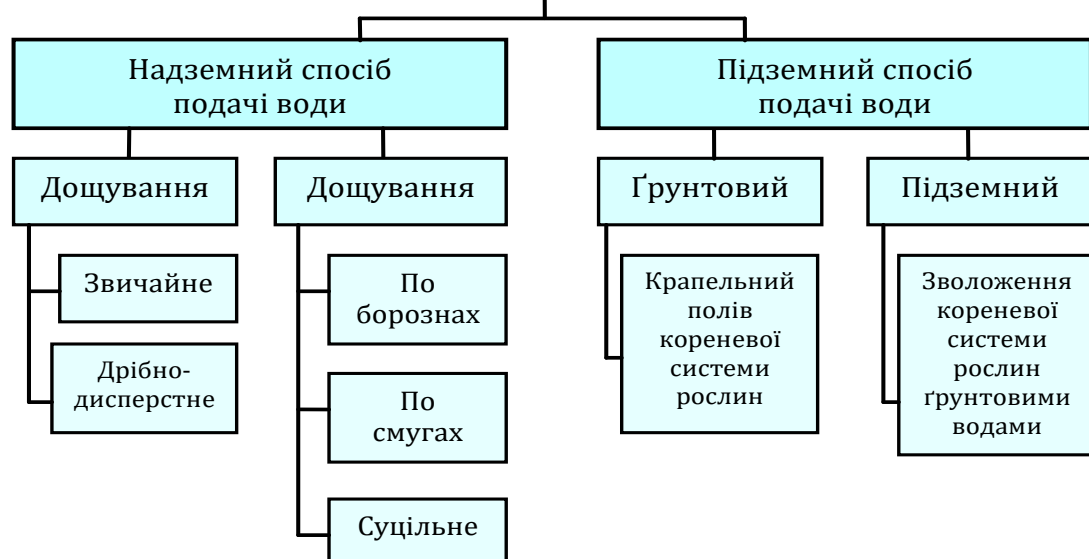 Надземний спосіб
подачі води
Підземний спосіб
подачі води
Дощування
Дощування
Ґрунтовий
Підземний
Звичайне
Дрібно-
дисперстне
По
борознах
По
смугах
Суцільне
Крапельний
полів
кореневої
системи
рослин
Зволоження
кореневої
системи
рослин
ґрунтовими
водами